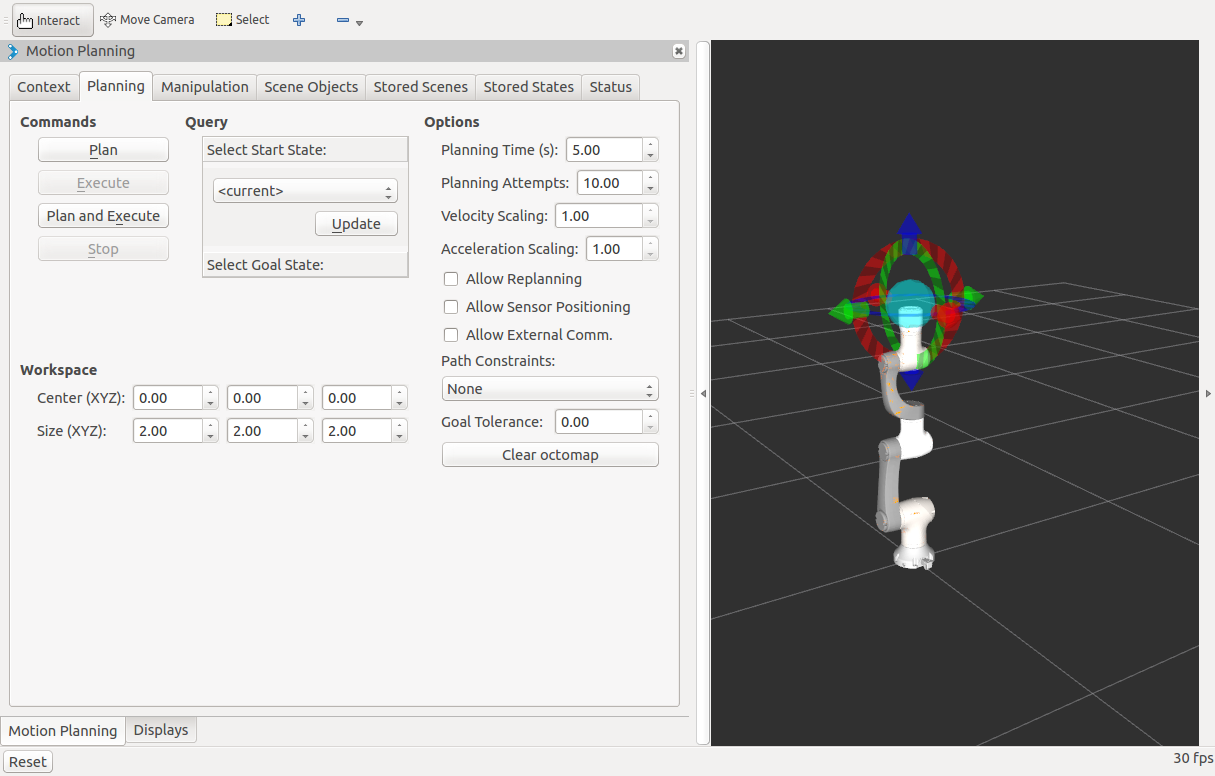 Interact Move Camera Select
Motion Planning
Context Planning Manipulation Scene Objects Stored Scenes Stored States Status
Commands
Plan
Execute
Plan and Execute
Stop
Query
Select Start State:
<current>
Update
Select Goal State:
Options
Planning Time (s): 5.00
Planning Attempts: 10.00
Velocity Scaling: 1.00
Acceleration Scaling: 1.00
Allow Replanning
Allow Sensor Positioning
Allow External Comm.
Path Constraints:
None
Goal Tolerance: 0.00
Clear octomap
Workspace
Center (XYZ): 0.00 0.00 0.00
Size (XYZ): 2.00 2.00 2.00
Motion Planning Displays
Reset
30 fps